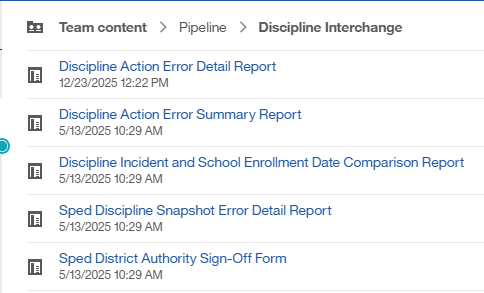 Team content > Pipeline > Discipline Interchange
Discipline Action Error Detail Report
12/23/2025 12:22 PM
Discipline Action Error Summary Report
5/13/2025 10:29 AM
Discipline Incident and School Enrollment Date Comparison Report
5/13/2025 10:29 AM
Sped Discipline Snapshot Error Detail Report
5/13/2025 10:29 AM
Sped District Authority Sign-Off Form
5/13/2025 10:29 AM